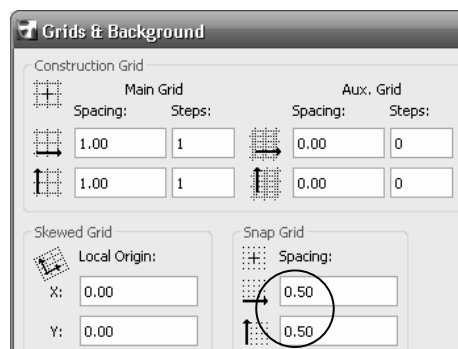 Grids & Background
Construction Grid
Main Grid Aux. Grid
Spacing: Steps: Spacing: Steps:
1.00 1 0.00 0
1.00 1 0.00 0
Skewed Grid Snap Grid
Local Origin: Spacing:
X: 0.00 0.50
Y: 0.00 0.50